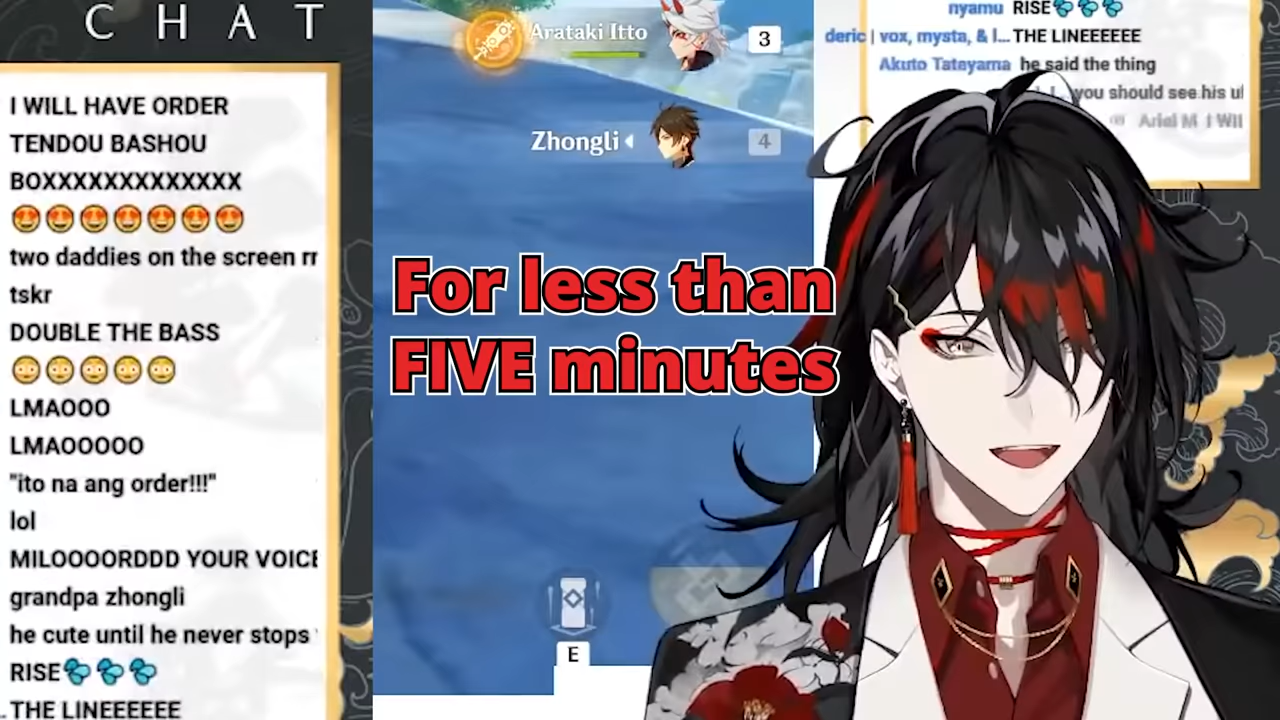 CHAT
I WILL HAVE ORDER
TENDOU BASHOU
BOXXXXXXXXXXXXX
two daddies on the screen
tskr
DOUBLE THE BASS
LMAOOO
LMAOOOOO
"ito na ang order!!!"
lol
MILOOOORDDD YOUR VOICE
grandpa zhongli
he cute until he never stops
RISE
THE LINEEEEEE
Arataki Itto
3
Zhongli
4
For less than
FIVE minutes
E
nyamu RISE
deric | vox, mysta, & l... THE LINEEEEEE
Akuto Tateyama he said the thing
you should see his
Ariel M I